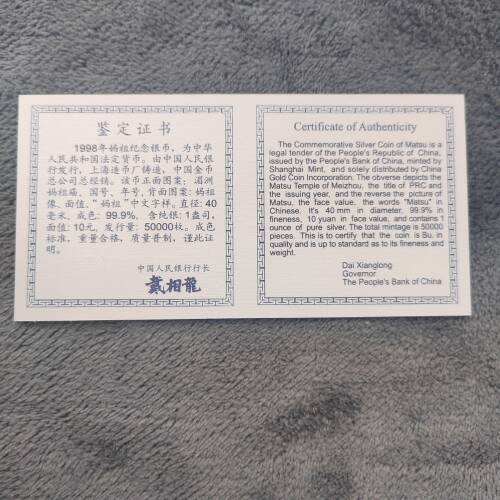 鉴定证书
1998年妈祖纪念银币，为中华
人民共和国法定货币。由中国人民银
行发行，上海造币厂铸造，中国金币
总公司总经销。该币正面图案：湄洲
妈祖庙、国号、年号，背面图案：妈祖
像、面值、"妈祖"中文字样。直径：40
毫米，成色：99.9%，含纯银：1盎司，
面值：10元，发行量：50000枚。成色
标准，重量合格，质量普制，谨此证
明。
中国人民银行行长
戴相龍
Certificate of Authenticity
The Commemorative Silver Coin of Matsu is a
legal tender of the People's Republic of China,
issued by the People's Bank of China, minted by
Shanghai Mint, and solely distributed by China
Gold Coin Incorporation. The obverse depicts the
Matsu Temple of Meizhou, the title of PRC and
the issuing year, and the reverse the picture of
Matsu, the face value, the words "Matsu" in
Chinese. It's 40 mm in diameter, 99.9% in
fineness, 10 yuan in face value, and contains 1
ounce of pure silver. The total mintage is 50000
pieces. This is to certify that the coin is Bu. in
quality and is up to standard as to its fineness and
weight.
Dai Xianglong
Governor
The People's Bank of China